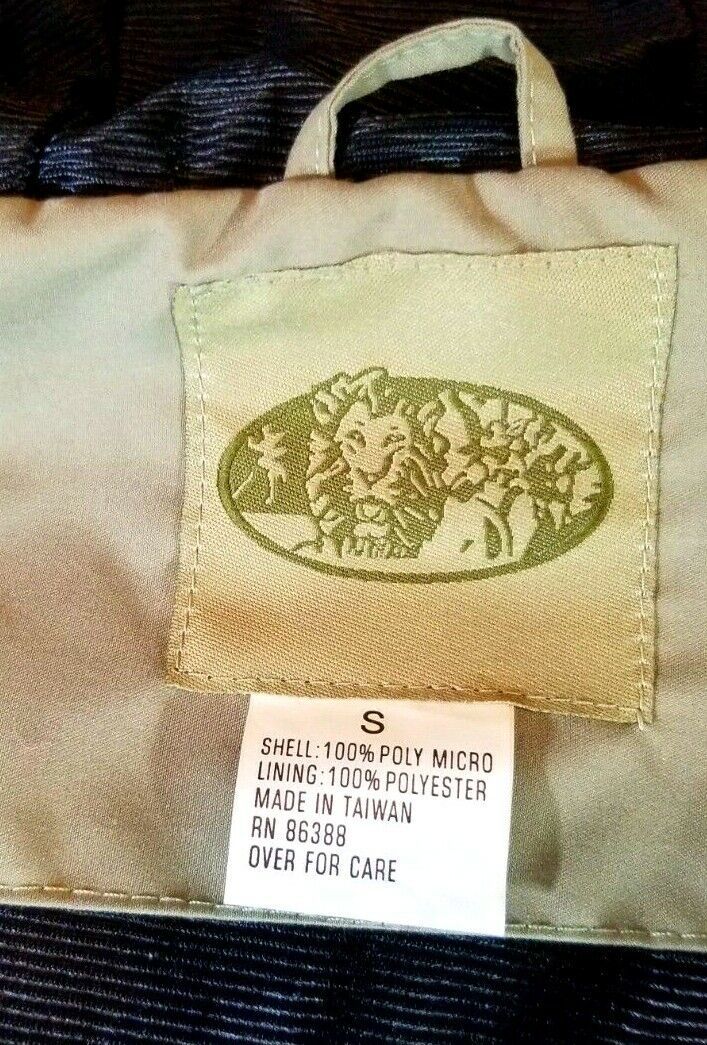 S
SHELL:100% POLY MICRO
LINING:100% POLYESTER
MADE IN TAIWAN
RN 86388
OVER FOR CARE